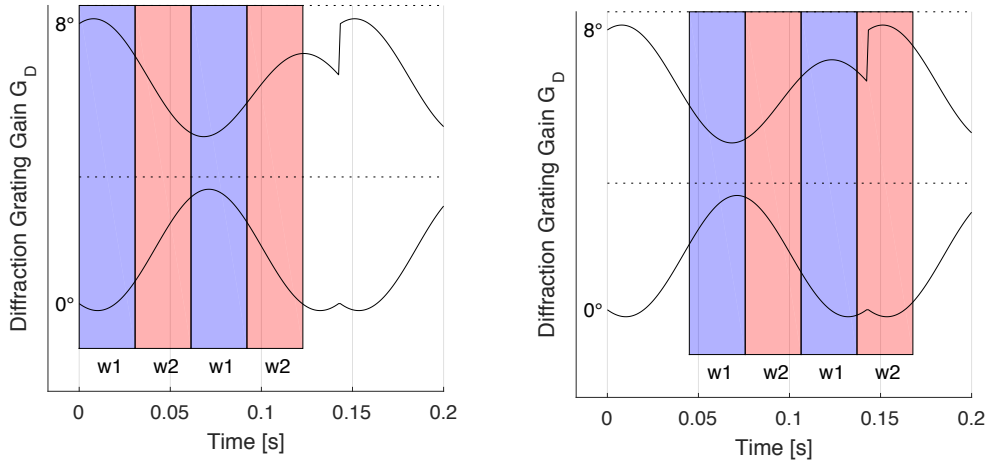 Diffraction Grating Gain G_D
8°
0°
w1 w2 w1 w2
0 0.05 0.1 0.15 0.2
Time [s]
Diffraction Grating Gain G_D
8°
0°
w1 w2 w1 w2
0 0.05 0.1 0.15 0.2
Time [s]